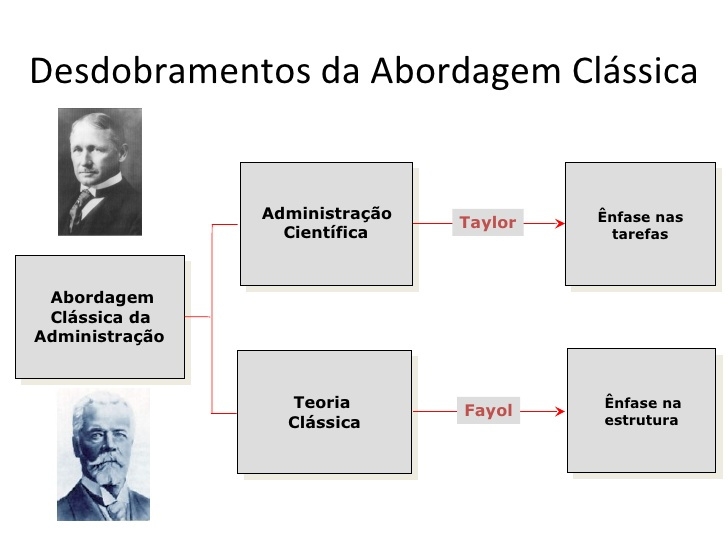 Desdobramentos da Abordagem Clássica
Administração
Científica
Taylor
Ênfase nas
tarefas
Abordagem
Clássica da
Administração
Teoria
Clássica
Fayol
Ênfase na
estrutura